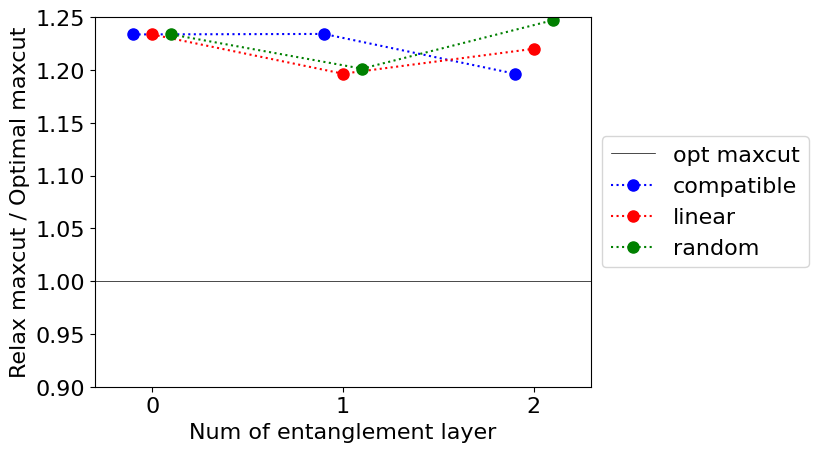 Relax maxcut / Optimal maxcut
1.25
1.20
1.15
1.10
1.05
1.00
0.95
0.90
0
1
2
Num of entanglement layer
opt maxcut
compatible
linear
random